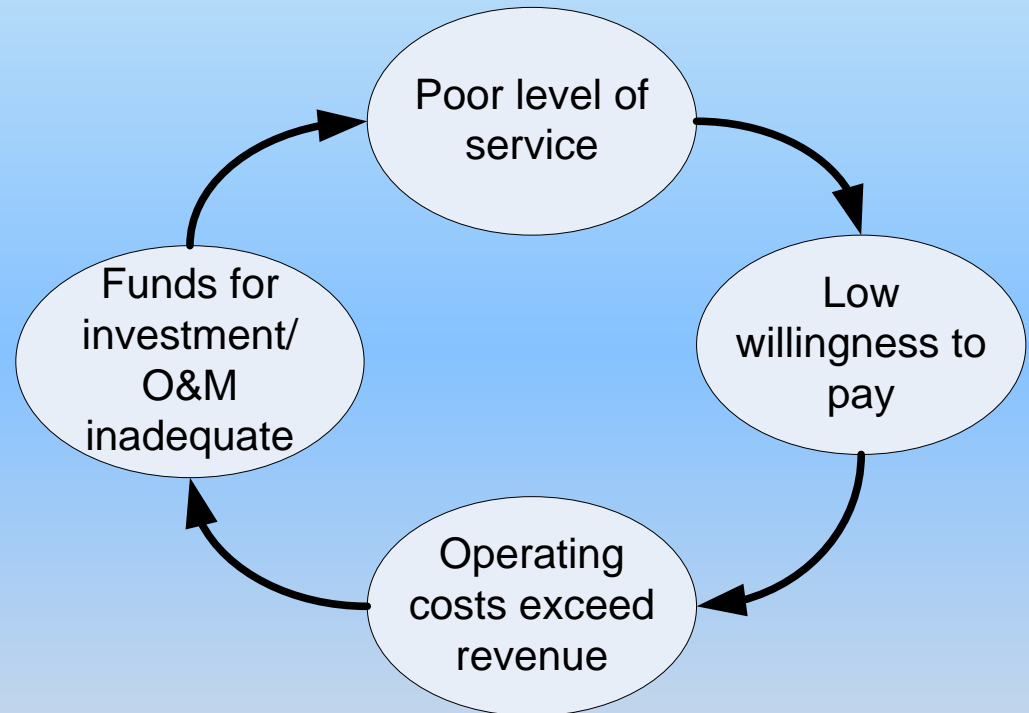 Poor level of
service
Low
willingness to
pay
Operating
costs exceed
revenue
Funds for
investment/
O&M
inadequate